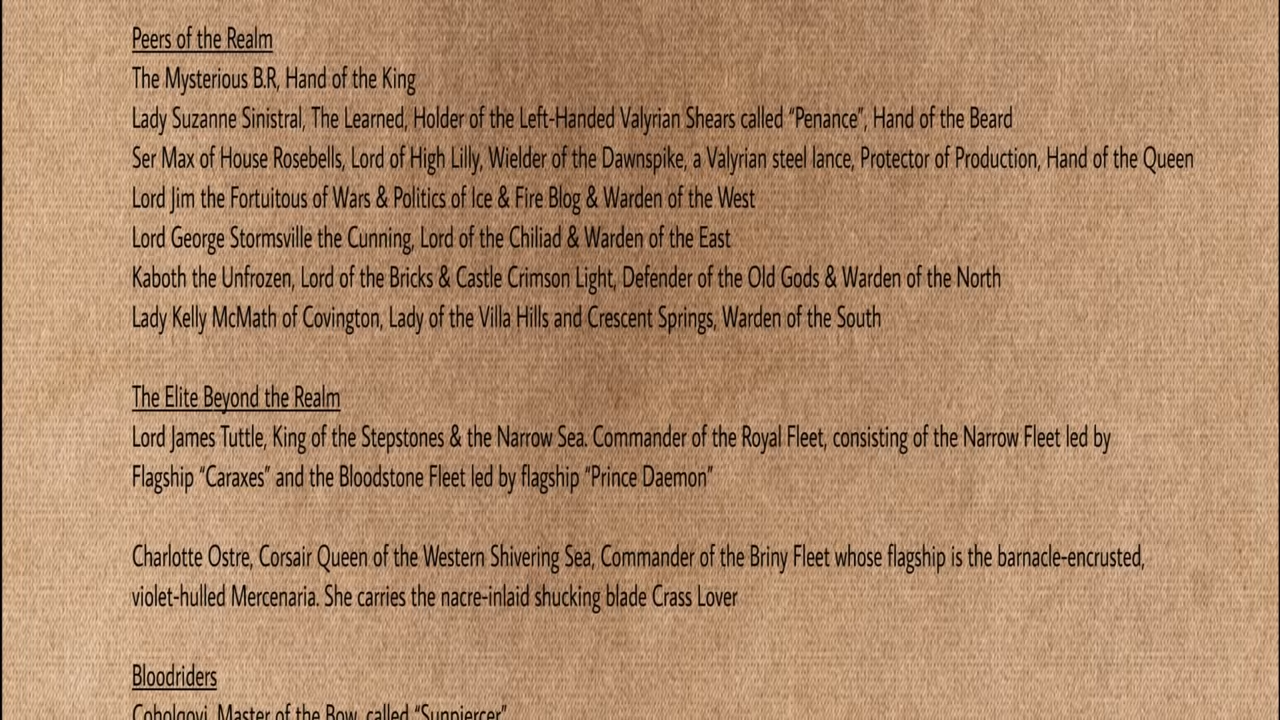 Peers of the Realm
The Mysterious B.R, Hand of the King
Lady Suzanne Sinistral, The Learned, Holder of the Left-Handed Valyrian Shears called “Penance”, Hand of the Beard
Ser Max of House Rosebells, Lord of High Lilly, Wielder of the Dawnspike, a Valyrian steel lance, Protector of Production, Hand of the Queen
Lord Jim the Fortuitous of Wars & Politics of Ice & Fire Blog & Warden of the West
Lord George Stormsville the Cunning, Lord of the Chiliad & Warden of the East
Kaboth the Unfrozen, Lord of the Bricks & Castle Crimson Light, Defender of the Old Gods & Warden of the North
Lady Kelly McMath of Covington, Lady of the Villa Hills and Crescent Springs, Warden of the South
The Elite Beyond the Realm
Lord James Tuttle, King of the Stepstones & the Narrow Sea. Commander of the Royal Fleet, consisting of the Narrow Fleet led by
Flagship “Caraxes” and the Bloodstone Fleet led by flagship “Prince Daemon”
Charlotte Ostre, Corsair Queen of the Western Shivering Sea, Commander of the Briny Fleet whose flagship is the barnacle-encrusted,
violet-hulled Mercenaria. She carries the nacre-inlaid shucking blade Crass Lover
Bloodriders
Coholgovi, Master of the Bow, called “Sunpiercer”